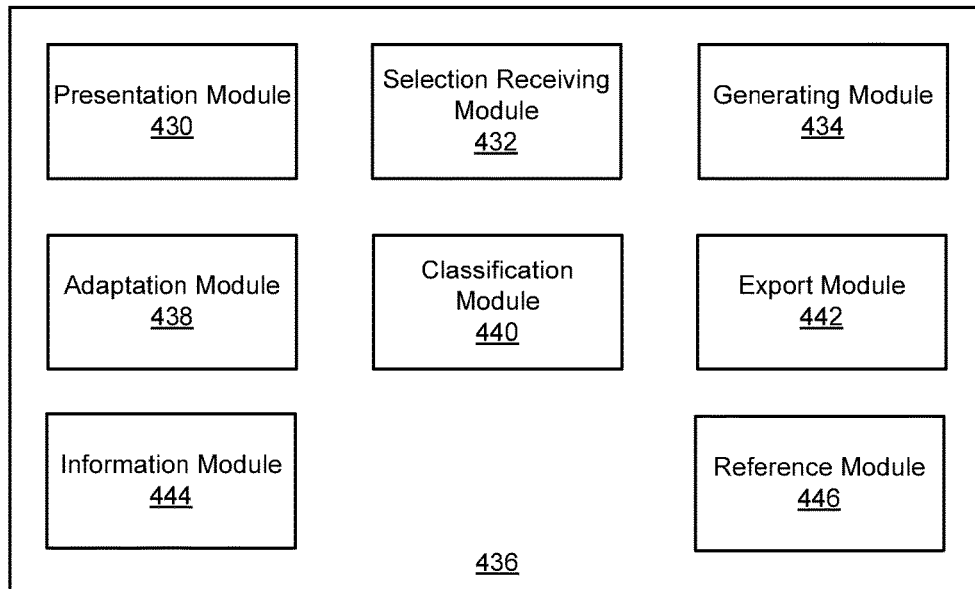 Presentation Module
430
Selection Receiving
Module
432
Generating Module
434
Adaptation Module
438
Classification
Module
440
Export Module
442
Information Module
444
Reference Module
446
436